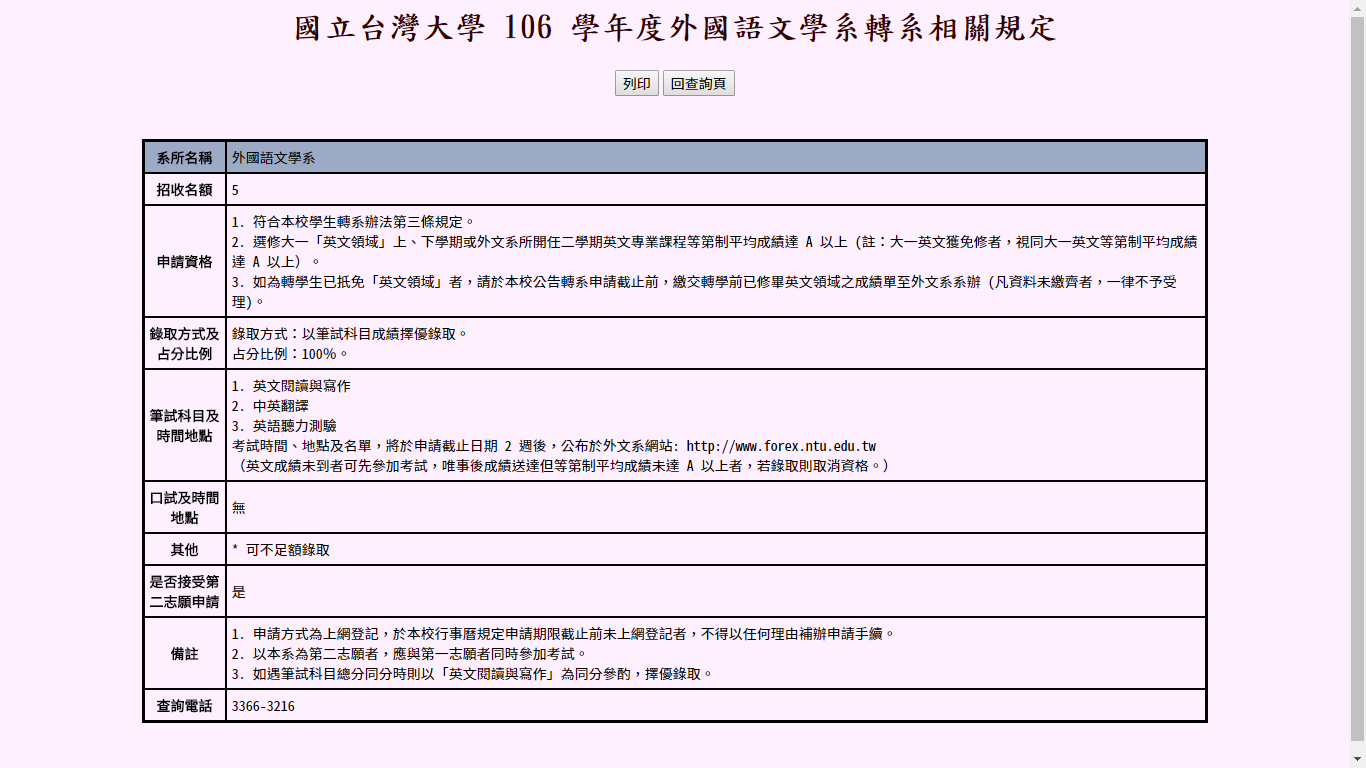 國立台灣大學 106 學年度外國語文學系轉系相關規定
列印 回查詢頁
系所名稱 外國語文學系
招收名額 5
申請資格
1. 符合本校學生轉系辦法第三條規定。
2. 選修大一「英文領域」上、下學期或外文系所開任二學期英文專業課程等第制平均成績達 A 以上 (註：大一英文獲免修者，視同大一英文等第制平均成績
達 A 以上）。
3. 如為轉學生已抵免「英文領域」者，請於本校公告轉系申請截止前，繳交轉學前已修畢英文領域之成績單至外文系系辦 (凡資料未繳齊者，一律不予受
理)。
錄取方式及
占分比例
錄取方式：以筆試科目成績擇優錄取。
占分比例：100%。
筆試科目及
時間地點
1. 英文閱讀與寫作
2. 中英翻譯
3. 英語聽力測驗
考試時間、地點及名單，將於申請截止日期 2 週後，公布於外文系網站: http://www.forex.ntu.edu.tw
（英文成績未到者可先參加考試，唯事後成績送達但等第制平均成績未達 A 以上者，若錄取則取消資格。）
口試及時間
地點
無
其他 * 可不足額錄取
是否接受第
二志願申請
是
備註
1. 申請方式為上網登記，於本校行事曆規定申請期限截止前未上網登記者，不得以任何理由補辦申請手續。
2. 以本系為第二志願者，應與第一志願者同時參加考試。
3. 如遇筆試科目總分同分時則以「英文閱讀與寫作」為同分參酌，擇優錄取。
查詢電話 3366-3216